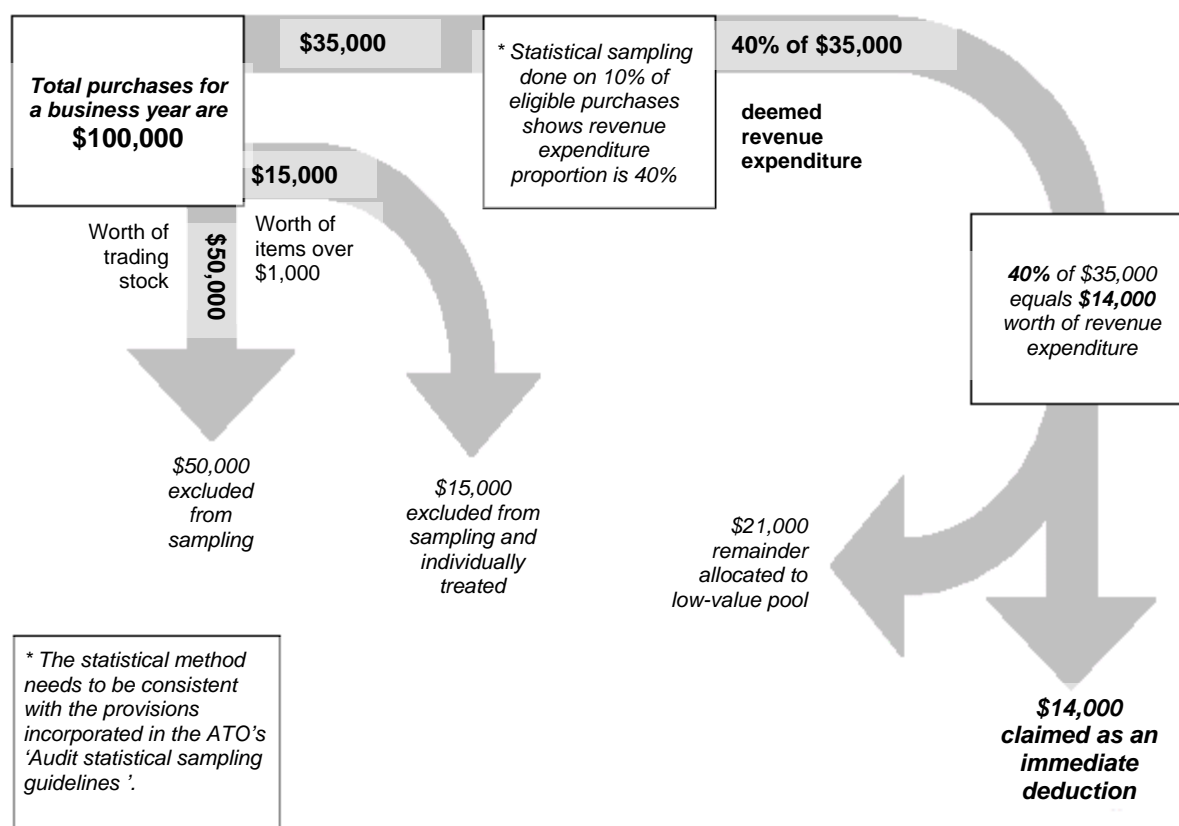 Total purchases for
a business year are
$100,000
$35,000
* Statistical sampling
done on 10% of
eligible purchases
shows revenue
expenditure
proportion is 40%
40% of $35,000
deemed
revenue
expenditure
$15,000
Worth of
items over
$1,000
Worth of
trading
stock
$50,000
40% of $35,000
equals $14,000
worth of revenue
expenditure
$50,000
excluded
from
sampling
$15,000
excluded from
sampling and
individually
treated
$21,000
remainder
allocated to
low-value pool
$14,000
claimed as an
immediate
deduction
* The statistical method
needs to be consistent
with the provisions
incorporated in the ATO’s
‘Audit statistical sampling
guidelines ’.